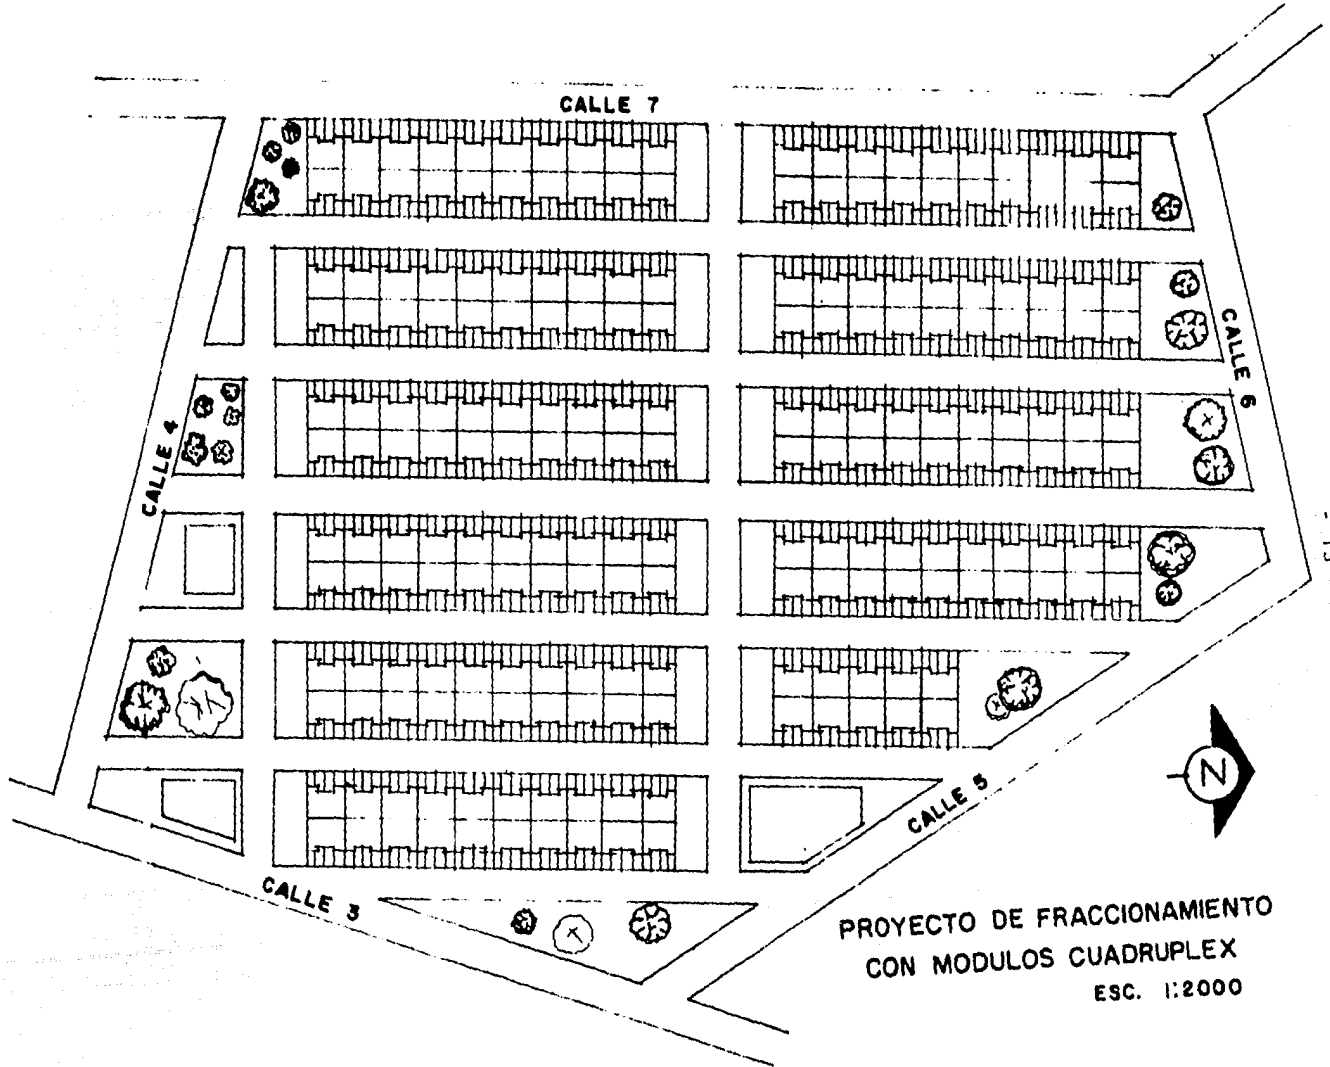 CALLE 7
CALLE 6
CALLE 4
CALLE 5
CALLE 3
N
PROYECTO DE FRACCIONAMIENTO
CON MODULOS CUADRUPLEX
ESC. 1:2000